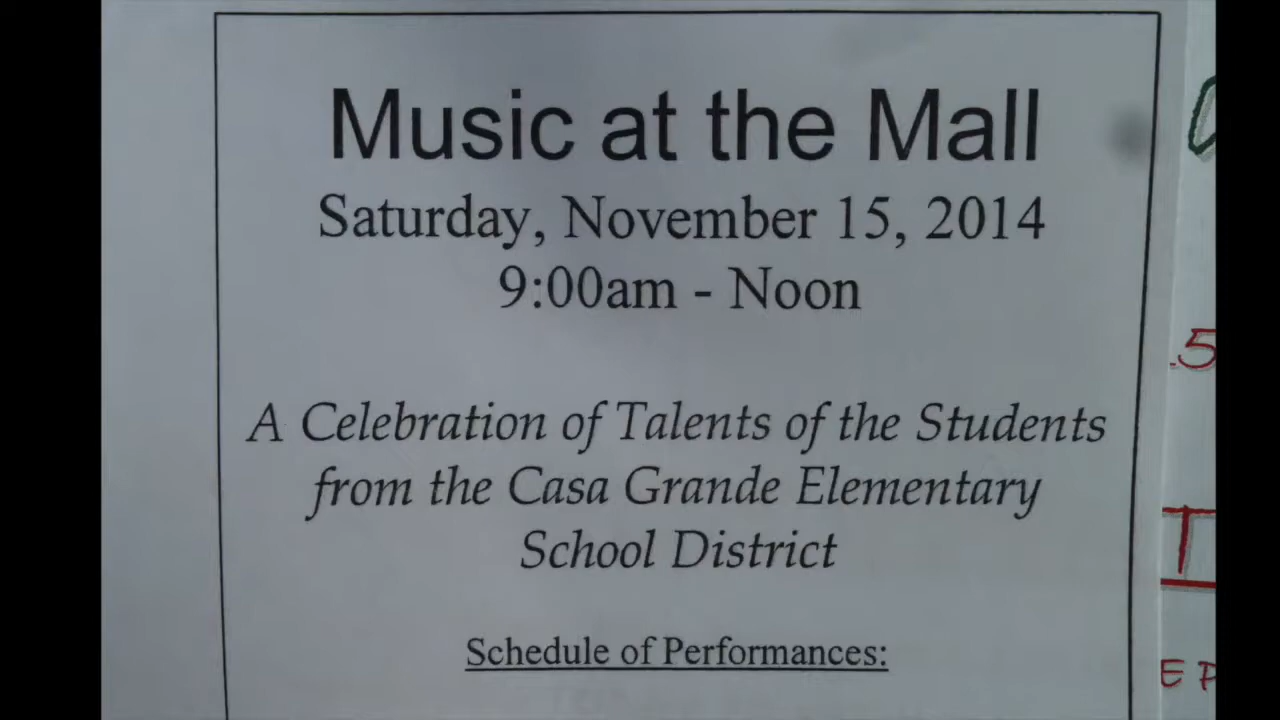 Music at the Mall
Saturday, November 15, 2014
9:00am - Noon
A Celebration of Talents of the Students
from the Casa Grande Elementary
School District
Schedule of Performances:
5
T
E P